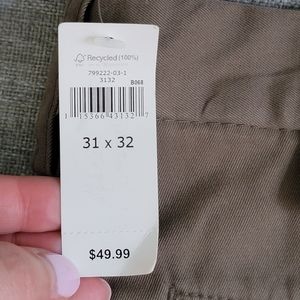 Recycled (100%)
799222-03-1
3132
B068
1 15366 43132 7
31 x 32
$49.99